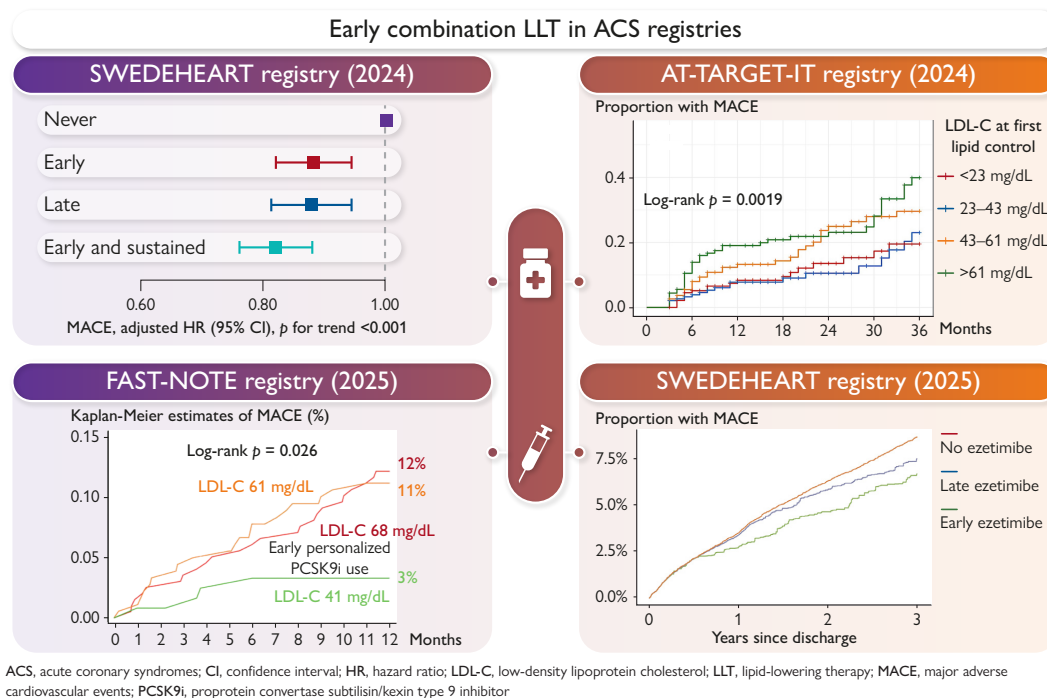 Early combination LLT in ACS registries
SWEDEHEART registry (2024)
Never
Early
Late
Early and sustained
0.60 0.80 1.00
MACE, adjusted HR (95% CI), p for trend <0.001
AT-TARGET-IT registry (2024)
Proportion with MACE
LDL-C at first
lipid control
<23 mg/dL
23–43 mg/dL
43–61 mg/dL
>61 mg/dL
Log-rank p = 0.0019
0.4
0.2
0.0
0 6 12 18 24 30 36 Months
FAST-NOTE registry (2025)
Kaplan-Meier estimates of MACE (%)
0.15
Log-rank p = 0.026
12%
LDL-C 61 mg/dL
11%
0.10
LDL-C 68 mg/dL
Early personalized
PCSK9i use
0.05
3%
LDL-C 41 mg/dL
0.00
0 1 2 3 4 5 6 7 8 9 10 11 12 Months
SWEDEHEART registry (2025)
Proportion with MACE
7.5%
5.0%
2.5%
0.0%
No ezetimibe
Late ezetimibe
Early ezetimibe
0 1 2 3
Years since discharge
ACS, acute coronary syndromes; CI, confidence interval; HR, hazard ratio; LDL-C, low-density lipoprotein cholesterol; LLT, lipid-lowering therapy; MACE, major adverse
cardiovascular events; PCSK9i, proprotein convertase subtilisin/kexin type 9 inhibitor